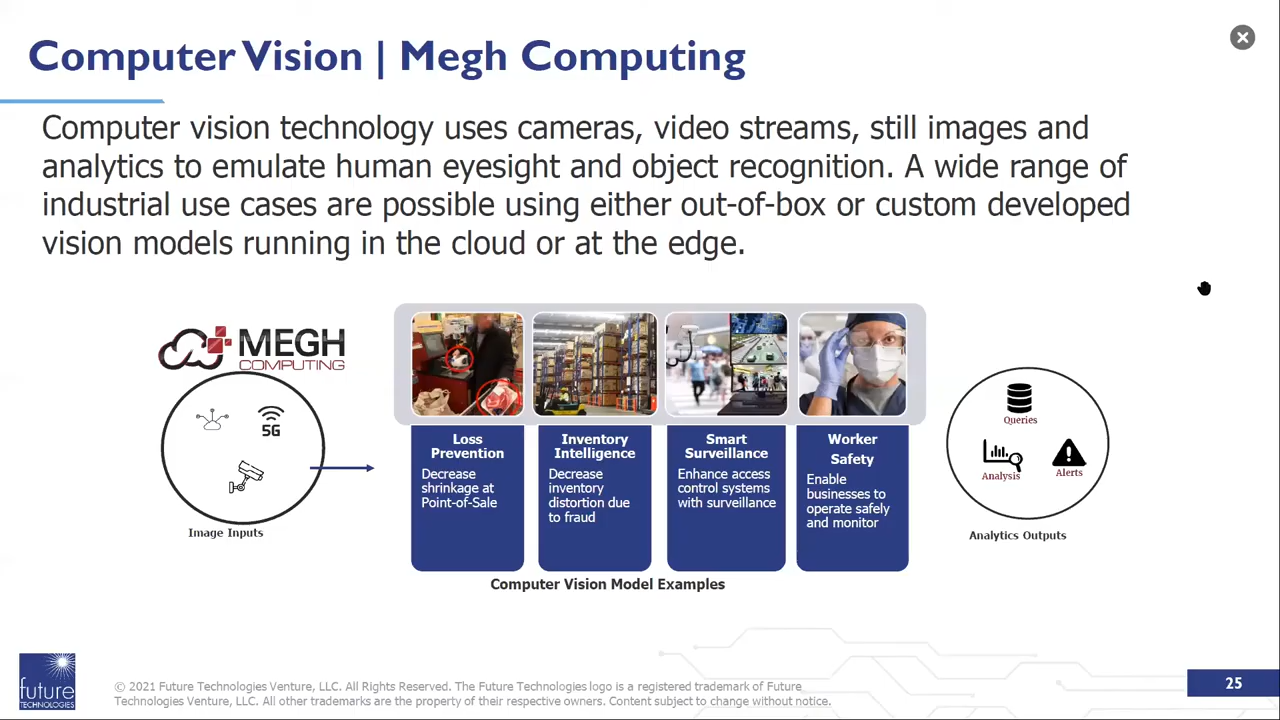 Computer Vision | Megh Computing
Computer vision technology uses cameras, video streams, still images and
analytics to emulate human eyesight and object recognition. A wide range of
industrial use cases are possible using either out-of-box or custom developed
vision models running in the cloud or at the edge.
MEGH
COMPUTING
5G
Image Inputs
Loss
Prevention
Decrease
shrinkage at
Point-of-Sale
Inventory
Intelligence
Decrease
inventory
distortion due
to fraud
Smart
Surveillance
Enhance access
control systems
with surveillance
Worker
Safety
Enable
businesses to
operate safely
and monitor
Computer Vision Model Examples
Queries
Analysis
Alerts
Analytics Outputs
future
TECHNOLOGIES
© 2021 Future Technologies Venture, LLC. All Rights Reserved. The Future Technologies logo is a registered trademark of Future
Technologies Venture, LLC. All other trademarks are the property of their respective owners. Content subject to change without notice.
25